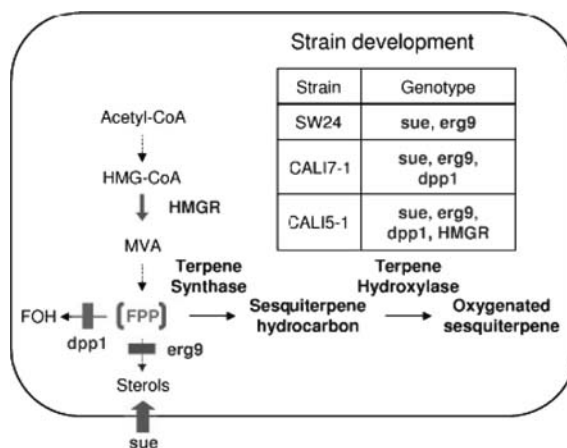 Strain development
Strain Genotype
SW24 sue, erg9
CALI7-1 sue, erg9,
dpp1
CALI5-1 sue, erg9,
dpp1, HMGR
Acetyl-CoA
HMG-CoA
HMGR
MVA
Terpene
Synthase
Terpene
Hydroxylase
FOH
[FPP]
Sesquiterpene
hydrocarbon
Oxygenated
sesquiterpene
dpp1
erg9
Sterols
sue